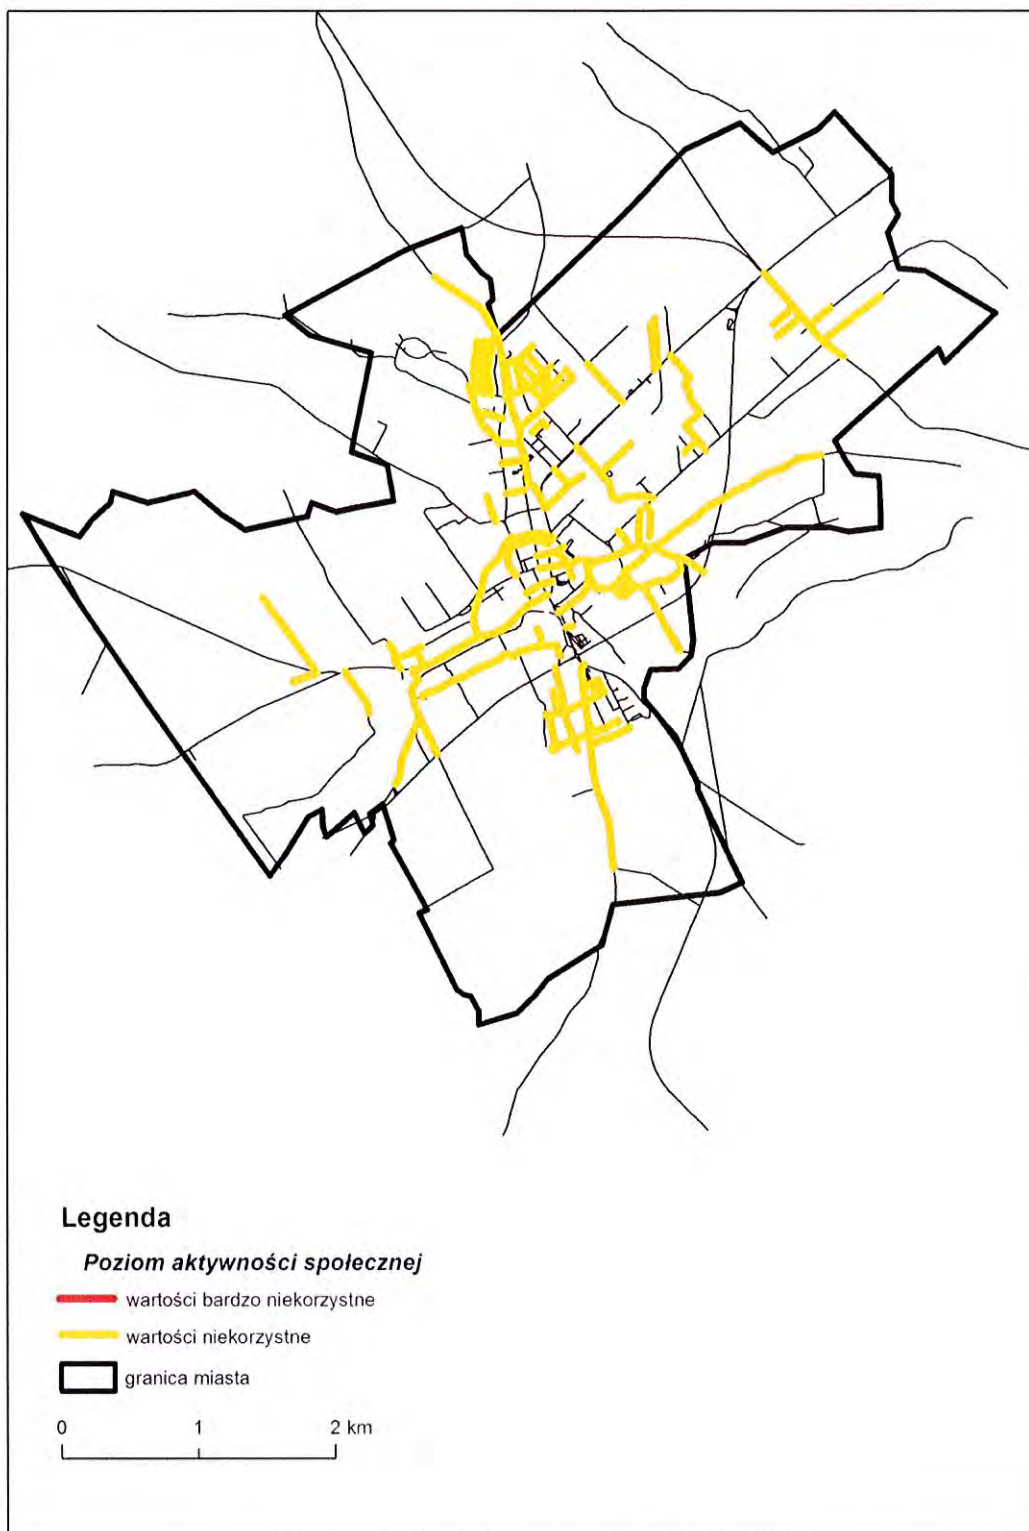 Legenda
Poziom aktywności społecznej
wartości bardzo niekorzystne
wartości niekorzystne
granica miasta
0 1 2 km